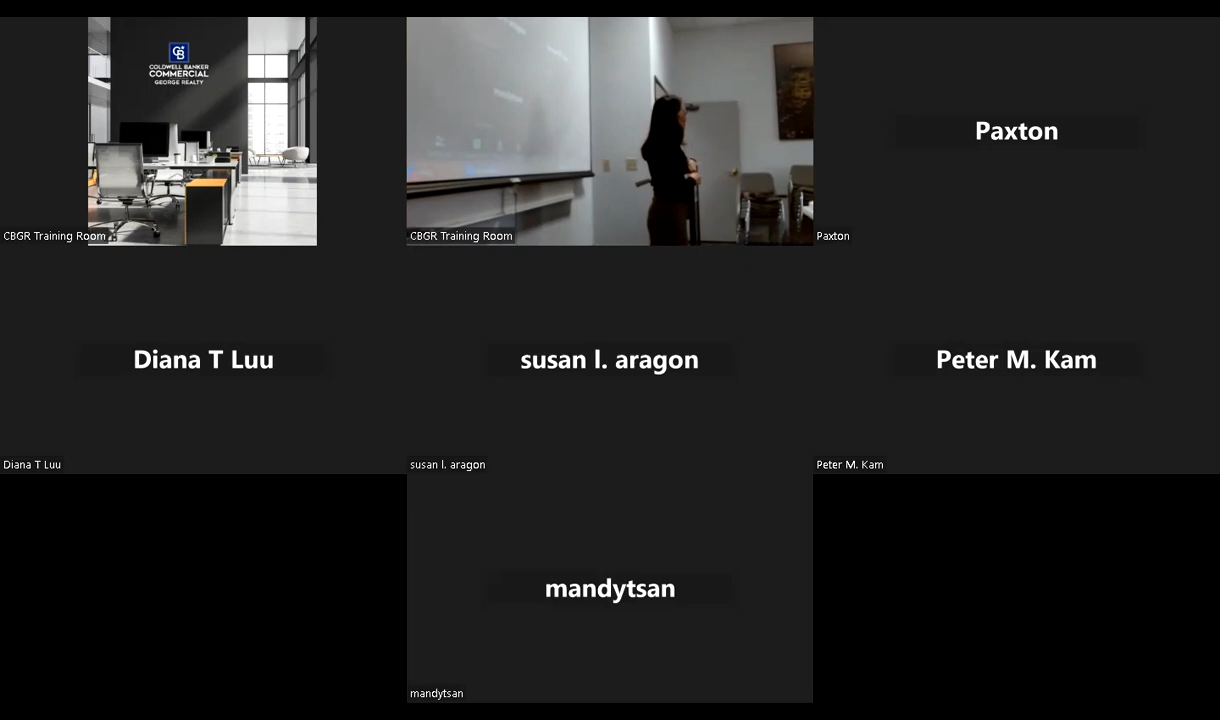 COLDWELL BANKER
COMMERCIAL
GEORGE REALTY
CBGR Training Room
CBGR Training Room
Paxton
Paxton
Diana T Luu
Diana T Luu
susan l. aragon
susan l. aragon
Peter M. Kam
Peter M. Kam
mandytsan
mandytsan